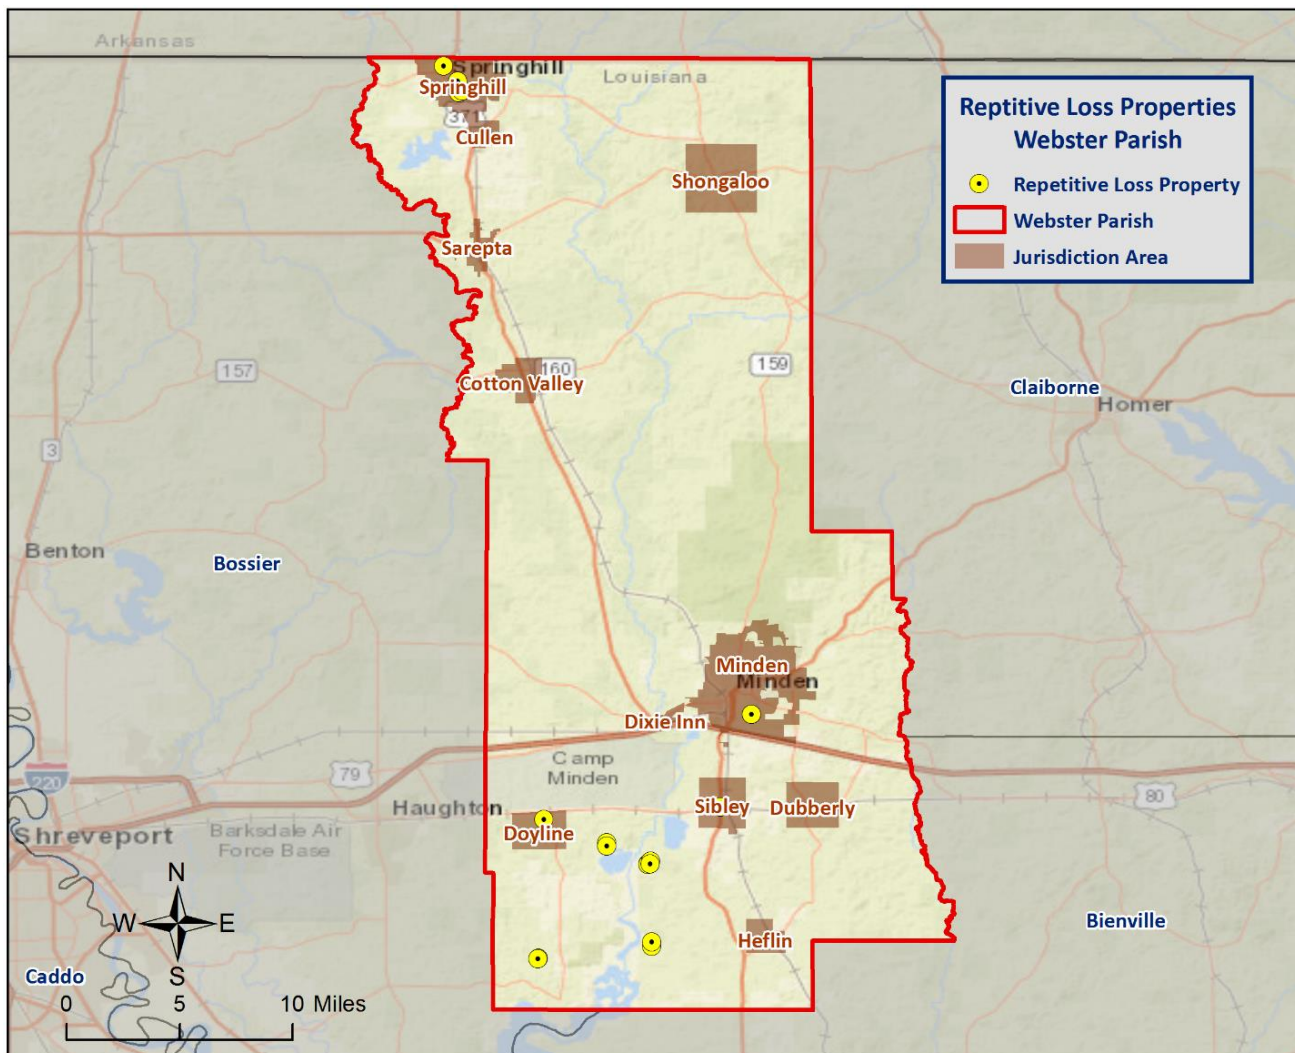 Arkansas
Springhill
Louisiana
Springhill
371
Cullen
Reptitive Loss Properties
Webster Parish
Repetitive Loss Property
Webster Parish
Jurisdiction Area
Shongaloo
Sarepta
157
160
159
Cotton Valley
Claiborne
Homer
3
Benton
Bossier
Minden
Minden
Dixie Inn
Camp
Minden
220
79
80
Haughton
Sibley
Dubberly
Shreveport
Barksdale Air
Force Base
Doyline
N
W
E
S
Heflin
Bienville
Caddo
0
5
10 Miles